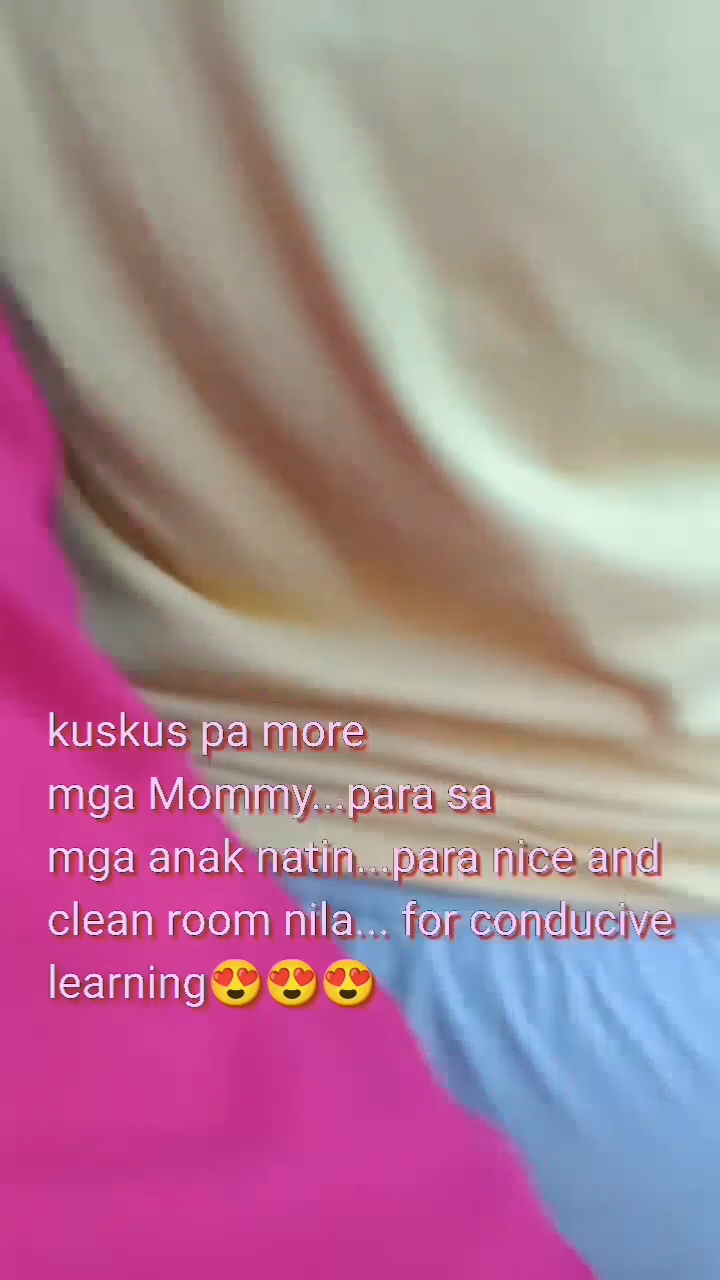 kuskus pa more
mga Mommy...para sa
mga anak natin...para nice and
clean room nila... for conducive
learning😍😍😍